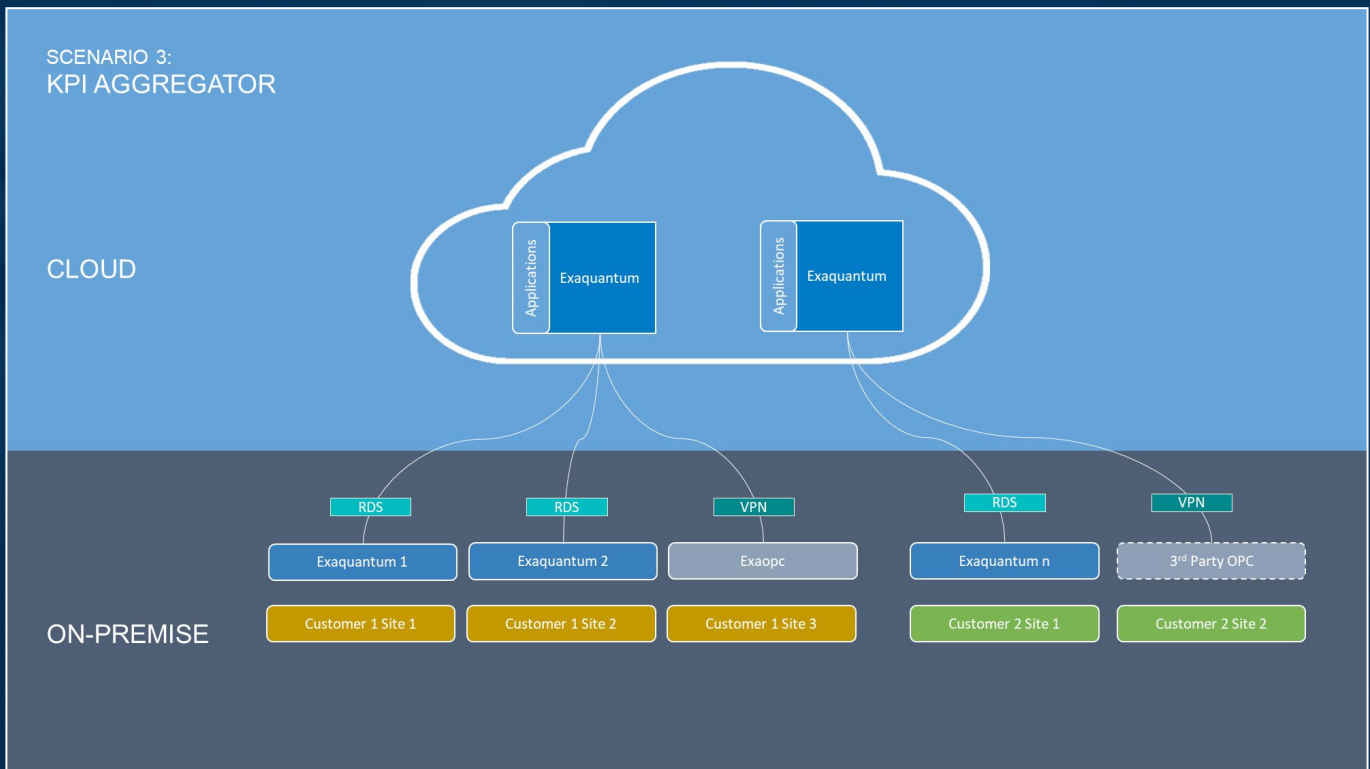 SCENARIO 3:
KPI AGGREGATOR
CLOUD
Applications
Exaquantum
Applications
Exaquantum
RDS
RDS
VPN
RDS
VPN
Exaquantum 1
Exaquantum 2
Exaopc
Exaquantum n
3rd Party OPC
ON-PREMISE
Customer 1 Site 1
Customer 1 Site 2
Customer 1 Site 3
Customer 2 Site 1
Customer 2 Site 2